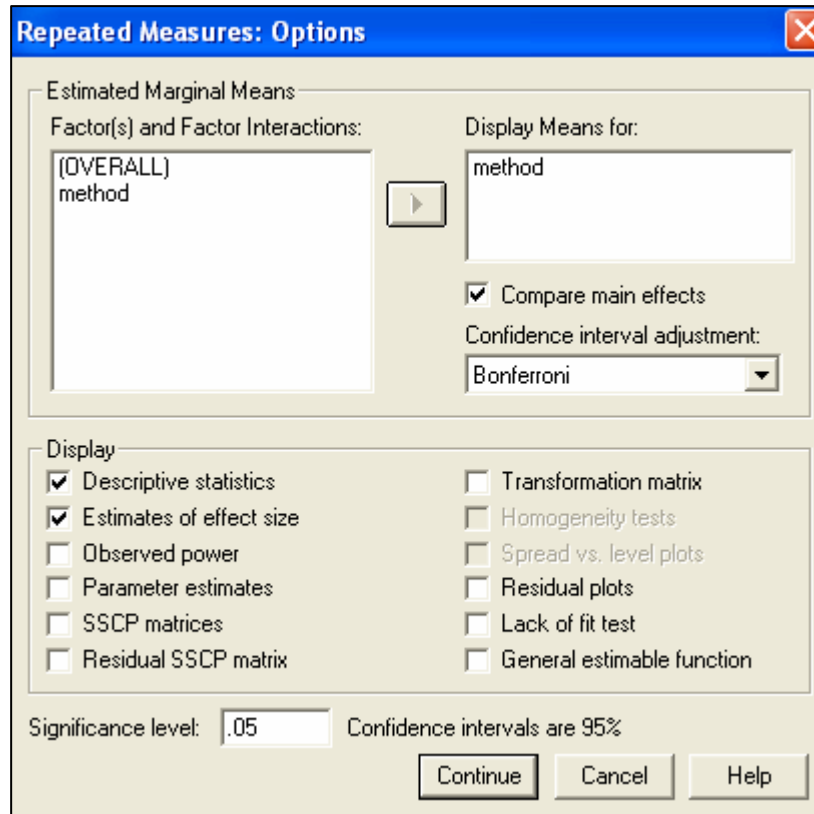 Repeated Measures: Options
Estimated Marginal Means
Factor(s) and Factor Interactions:
(OVERALL)
method
Display Means for:
method
Compare main effects
Confidence interval adjustment:
Bonferroni
Display
Descriptive statistics
Estimates of effect size
Observed power
Parameter estimates
SSCP matrices
Residual SSCP matrix
Transformation matrix
Homogeneity tests
Spread vs. level plots
Residual plots
Lack of fit test
General estimable function
Significance level: .05 Confidence intervals are 95%
Continue Cancel Help